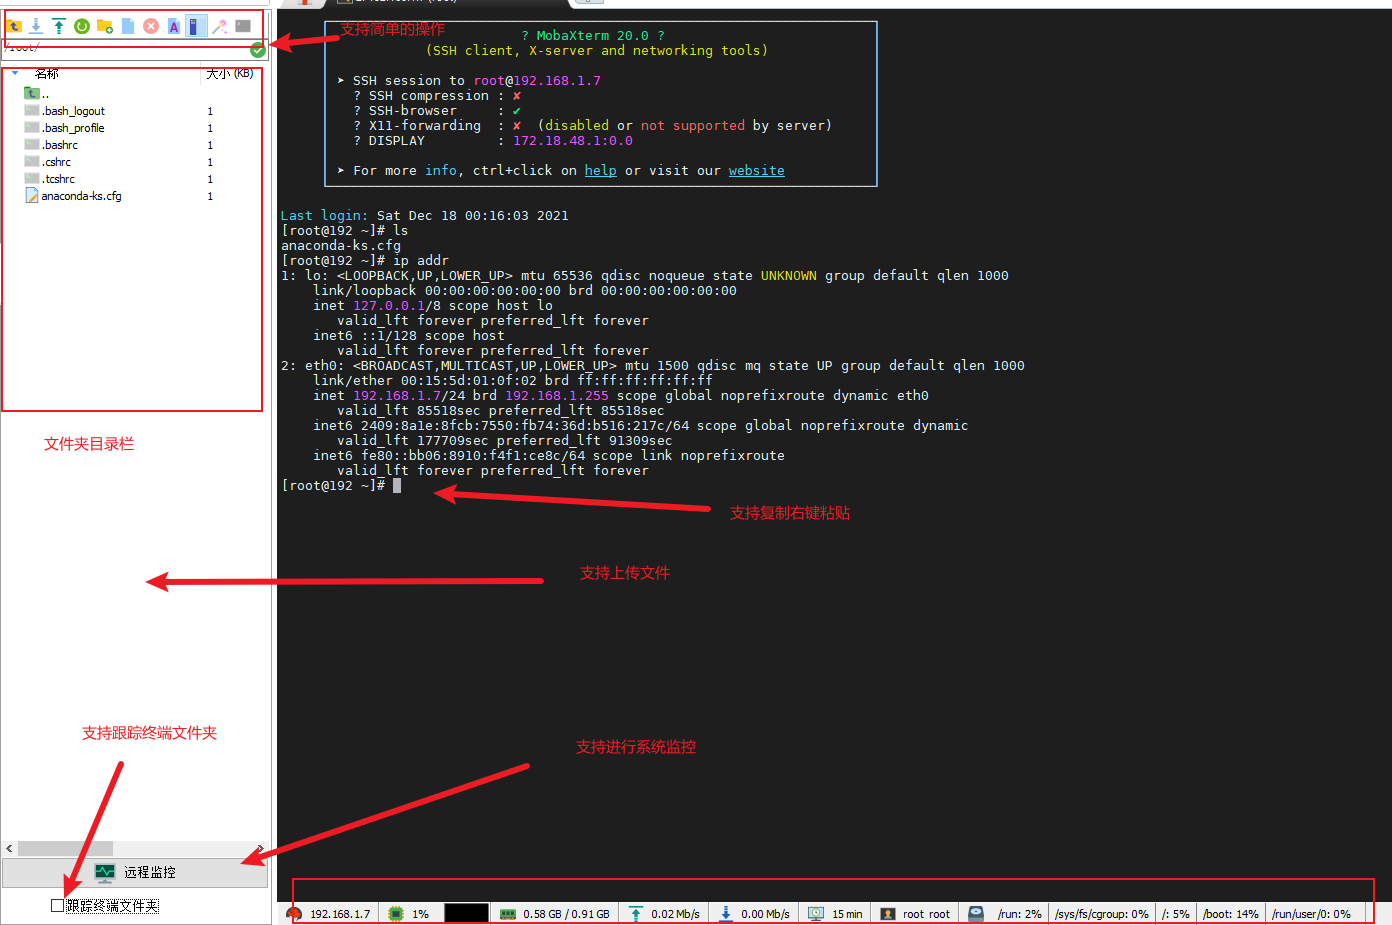 支持简单的操作
/root/
名称 大小 (KB)
..
.bash_logout 1
.bash_profile 1
.bashrc 1
.cshrc 1
.tcshrc 1
anaconda-ks.cfg 1
文件夹目录栏
支持跟踪终端文件夹
远程监控
跟踪终端文件夹
? MobaXterm 20.0 ?
(SSH client, X-server and networking tools)
➤ SSH session to root@192.168.1.7
? SSH compression : ✘
? SSH-browser : ✔
? X11-forwarding : ✘ (disabled or not supported by server)
? DISPLAY : 172.18.48.1:0.0
➤ For more info, ctrl+click on help or visit our website
Last login: Sat Dec 18 00:16:03 2021
[root@192 ~]# ls
anaconda-ks.cfg
[root@192 ~]# ip addr
1: lo: <LOOPBACK,UP,LOWER_UP> mtu 65536 qdisc noqueue state UNKNOWN group default qlen 1000
link/loopback 00:00:00:00:00:00 brd 00:00:00:00:00:00
inet 127.0.0.1/8 scope host lo
valid_lft forever preferred_lft forever
inet6 ::1/128 scope host
valid_lft forever preferred_lft forever
2: eth0: <BROADCAST,MULTICAST,UP,LOWER_UP> mtu 1500 qdisc mq state UP group default qlen 1000
link/ether 00:15:5d:01:0f:02 brd ff:ff:ff:ff:ff:ff
inet 192.168.1.7/24 brd 192.168.1.255 scope global noprefixroute dynamic eth0
valid_lft 85518sec preferred_lft 85518sec
inet6 2409:8a1e:8fcb:7550:fb74:36d:b516:217c/64 scope global noprefixroute dynamic
valid_lft 177709sec preferred_lft 91309sec
inet6 fe80::bb06:8910:f4f1:ce8c/64 scope link noprefixroute
valid_lft forever preferred_lft forever
[root@192 ~]#
支持复制右键粘贴
支持上传文件
支持进行系统监控
192.168.1.7 1% 0.58 GB / 0.91 GB 0.02 Mb/s 0.00 Mb/s 15 min root root /run: 2% /sys/fs/cgroup: 0% /: 5% /boot: 14% /run/user/0: 0%